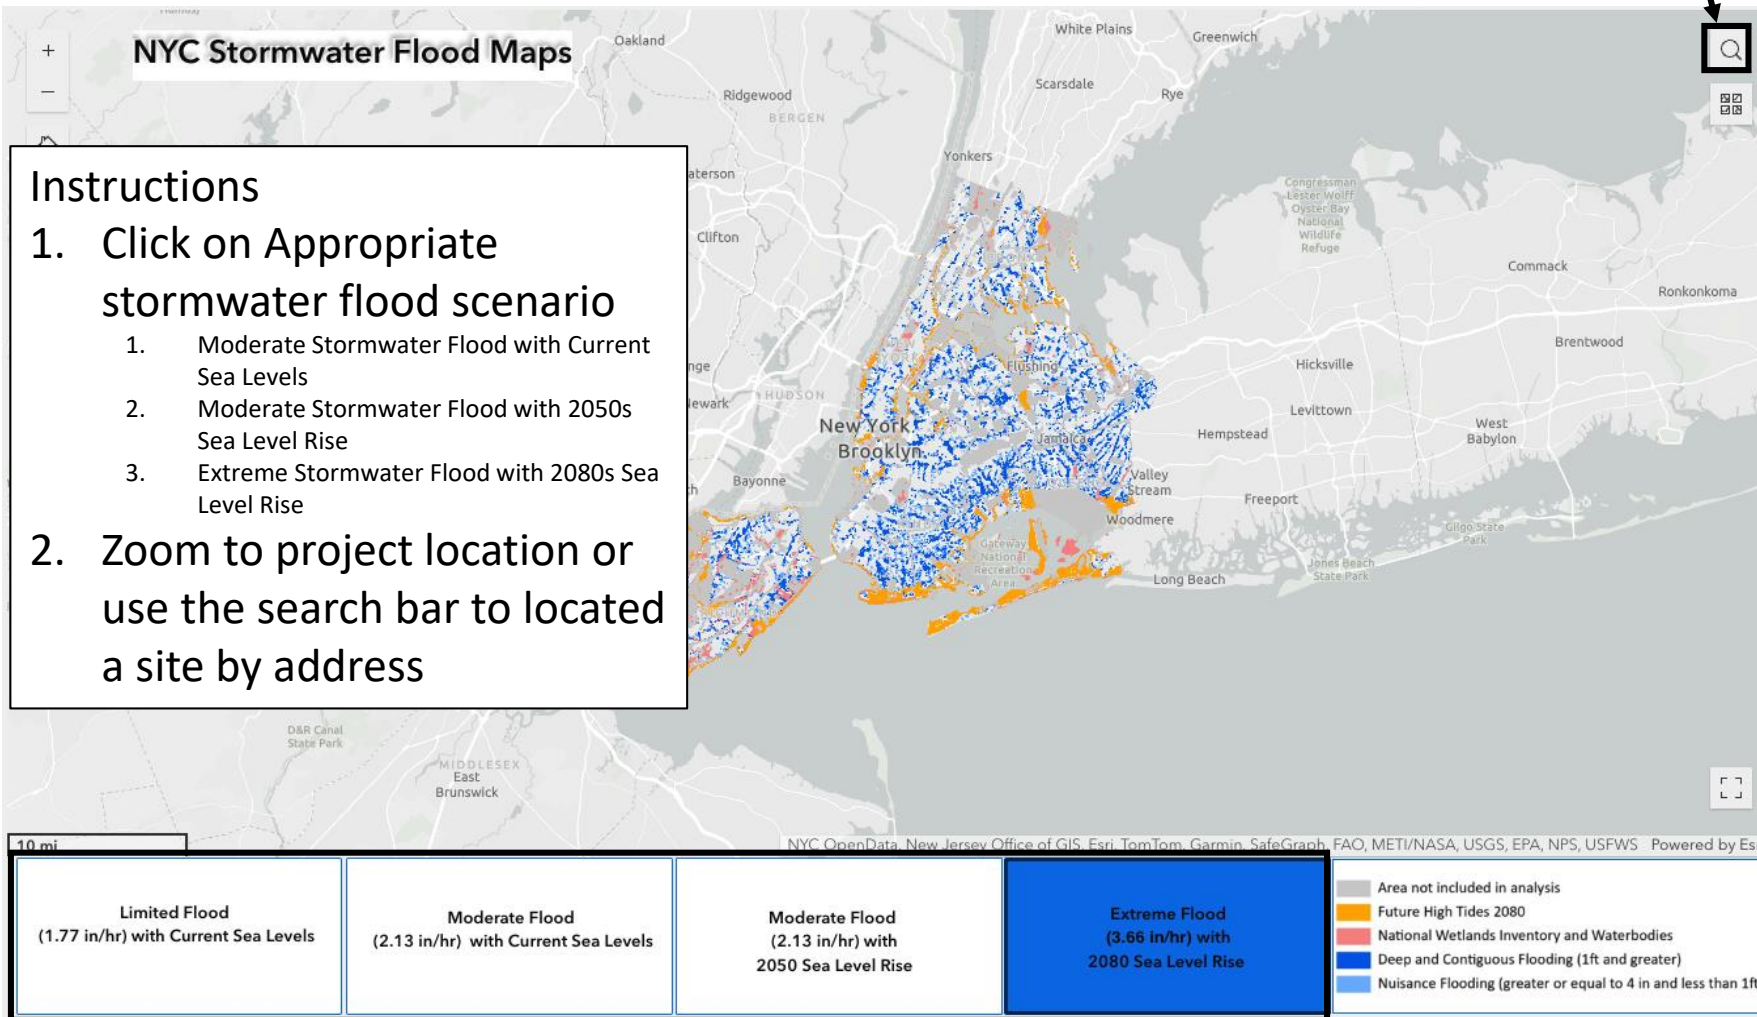 NYC Stormwater Flood Maps
Oakland
White Plains
Greenwich
Scarsdale
Rye
Ridgewood
BERGEN
Yonkers
aterson
Clifton
Congressman
Lester Wolff
Oyster Bay
National
Wildlife
Refuge
Commack
Ronkonkoma
Brentwood
Hicksville
Flushing
nge
ewark
HUDSON
Levittown
West
Babylon
New York
Hempstead
Jamaica
Brooklyn
Valley
Stream
Bayonne
Freeport
Woodmere
Gilgo State
Park
Gateway
National
Recreation
Area
Jones Beach
State Park
Long Beach
Instructions
1. Click on Appropriate
stormwater flood scenario
1. Moderate Stormwater Flood with Current
Sea Levels
2. Moderate Stormwater Flood with 2050s
Sea Level Rise
3. Extreme Stormwater Flood with 2080s Sea
Level Rise
2. Zoom to project location or
use the search bar to located
a site by address
D&R Canal
State Park
MIDDLESEX
East
Brunswick
10 mi
NYC OpenData, New Jersey Office of GIS, Esri, TomTom, Garmin, SafeGraph, FAO, METI/NASA, USGS, EPA, NPS, USFWS Powered by Es
Limited Flood
(1.77 in/hr) with Current Sea Levels
Moderate Flood
(2.13 in/hr) with Current Sea Levels
Moderate Flood
(2.13 in/hr) with
2050 Sea Level Rise
Extreme Flood
(3.66 in/hr) with
2080 Sea Level Rise
Area not included in analysis
Future High Tides 2080
National Wetlands Inventory and Waterbodies
Deep and Contiguous Flooding (1ft and greater)
Nuisance Flooding (greater or equal to 4 in and less than 1ft